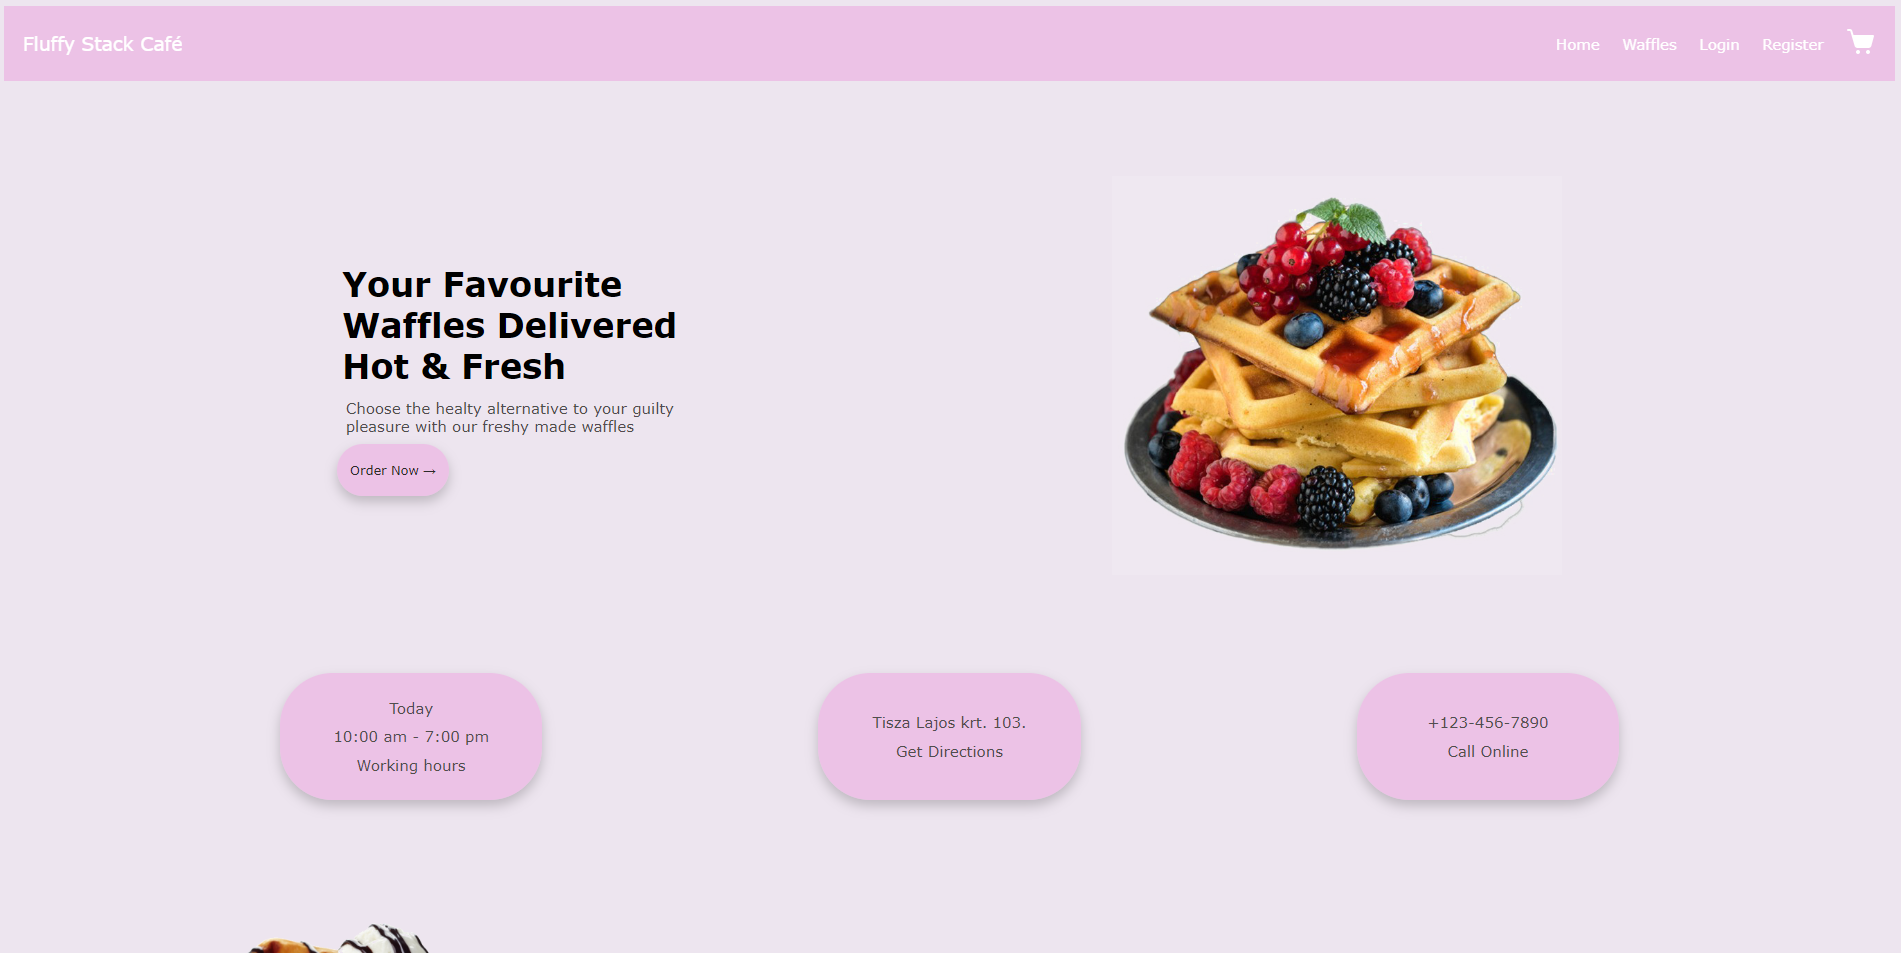 Fluffy Stack Café
Home Waffles Login Register
Your Favourite
Waffles Delivered
Hot & Fresh
Choose the healty alternative to your guilty
pleasure with our freshy made waffles
Order Now →
Today
10:00 am - 7:00 pm
Working hours
Tisza Lajos krt. 103.
Get Directions
+123-456-7890
Call Online